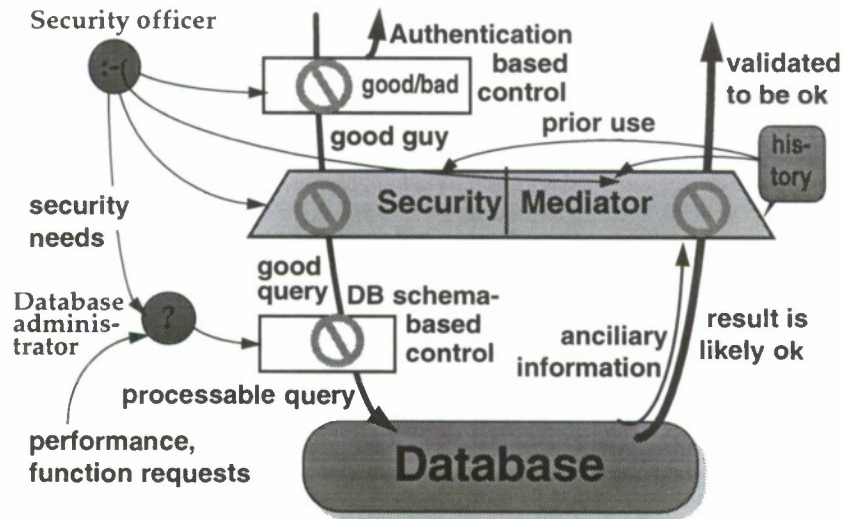 Security officer
:-(
Authentication
based
control
good/bad
good guy
validated
to be ok
prior use
his-
tory
Security Mediator
security
needs
good
query
DB schema-
based
control
Database
adminis-
trator
?
anciliary
information
result is
likely ok
processable query
performance,
function requests
Database